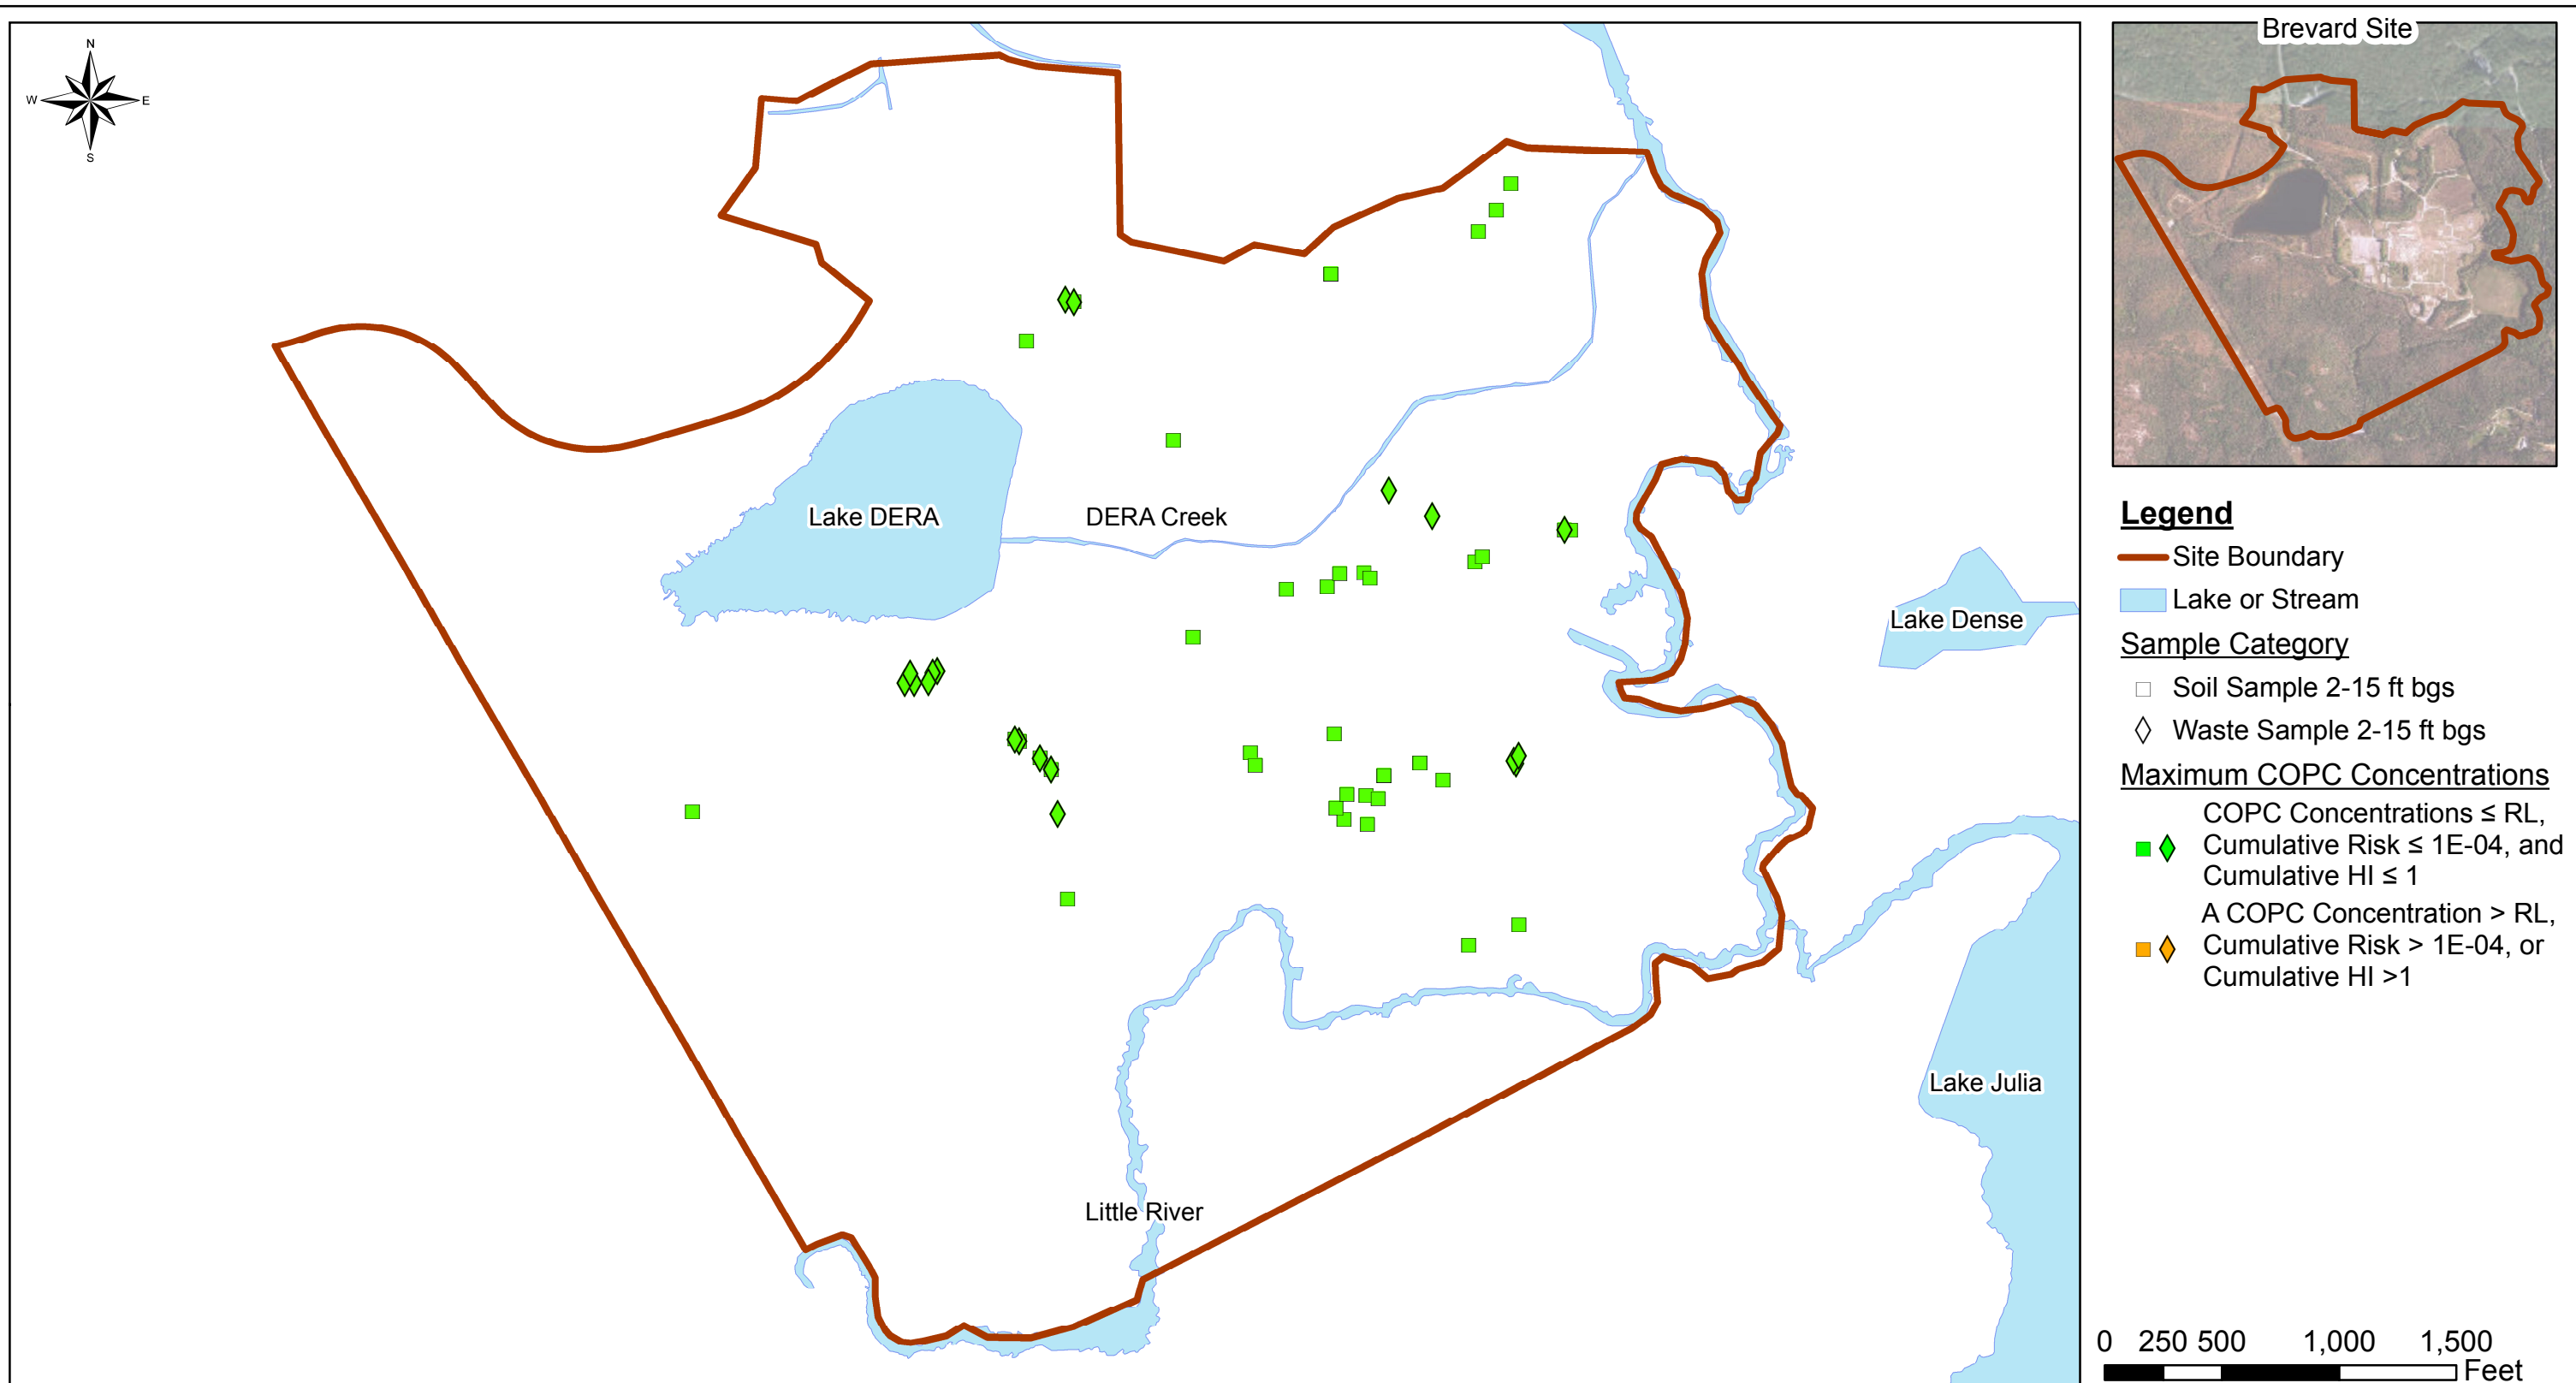 N
W
E
S
Lake DERA
DERA Creek
Lake Dense
Lake Julia
Little River
Brevard Site
Legend
Site Boundary
Lake or Stream
Sample Category
Soil Sample 2-15 ft bgs
Waste Sample 2-15 ft bgs
Maximum COPC Concentrations
COPC Concentrations ≤ RL,
Cumulative Risk ≤ 1E-04, and
Cumulative HI ≤ 1
A COPC Concentration > RL,
Cumulative Risk > 1E-04, or
Cumulative HI >1
0 250 500 1,000 1,500
Feet